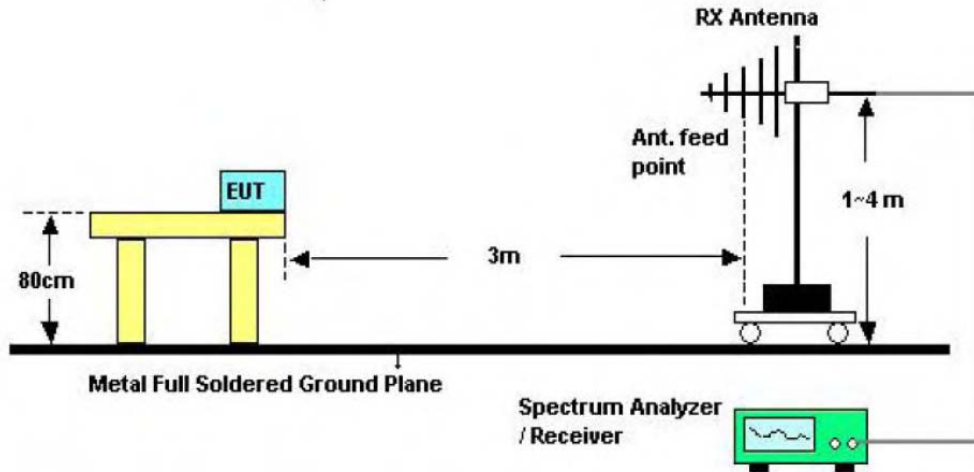 RX Antenna
Ant. feed
point
EUT
1~4 m
3m
80cm
Metal Full Soldered Ground Plane
Spectrum Analyzer
/ Receiver